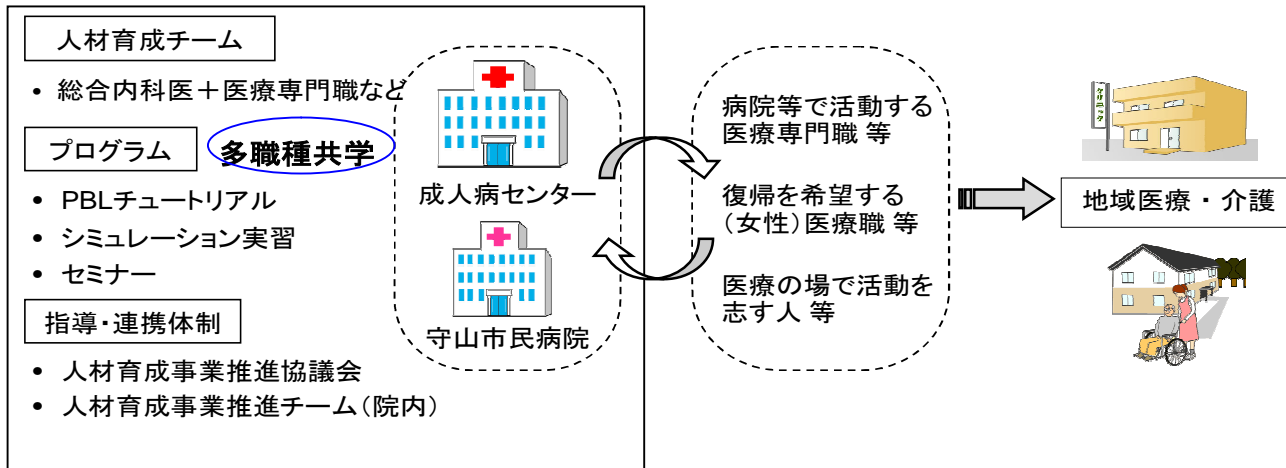 人材育成チーム
• 総合内科医＋医療専門職など
プログラム
多職種共学
• PBLチュートリアル
• シミュレーション実習
• セミナー
指導・連携体制
• 人材育成事業推進協議会
• 人材育成事業推進チーム（院内）
成人病センター
守山市民病院
病院等で活動する
医療専門職 等
復帰を希望する
（女性）医療職 等
医療の場で活動を
志す人 等
クリニック
地域医療 ・ 介護